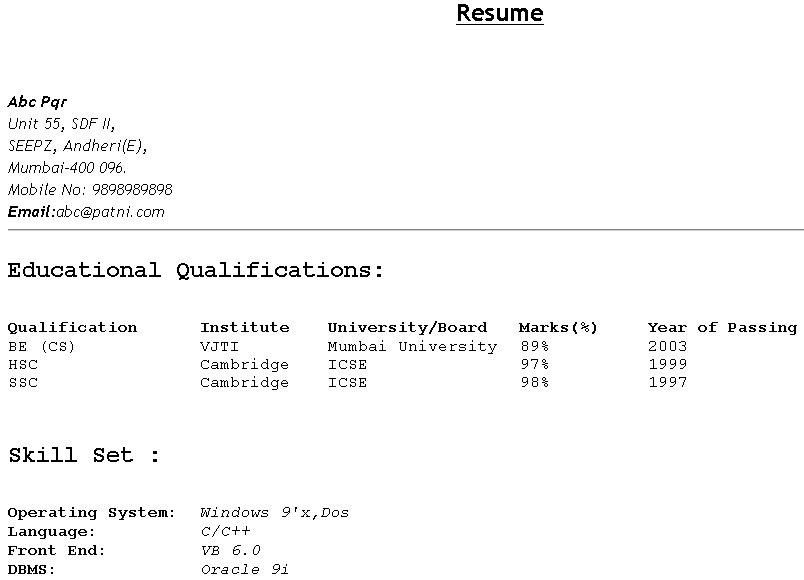 Resume
Abc Pqr
Unit 55, SDF II,
SEEPZ, Andheri(E),
Mumbai-400 096.
Mobile No: 9898989898
Email:abc@patni.com
Educational Qualifications:
Qualification Institute University/Board Marks(%) Year of Passing
BE (CS) VJTI Mumbai University 89% 2003
HSC Cambridge ICSE 97% 1999
SSC Cambridge ICSE 98% 1997
Skill Set :
Operating System: Windows 9'x,Dos
Language: C/C++
Front End: VB 6.0
DBMS: Oracle 9i